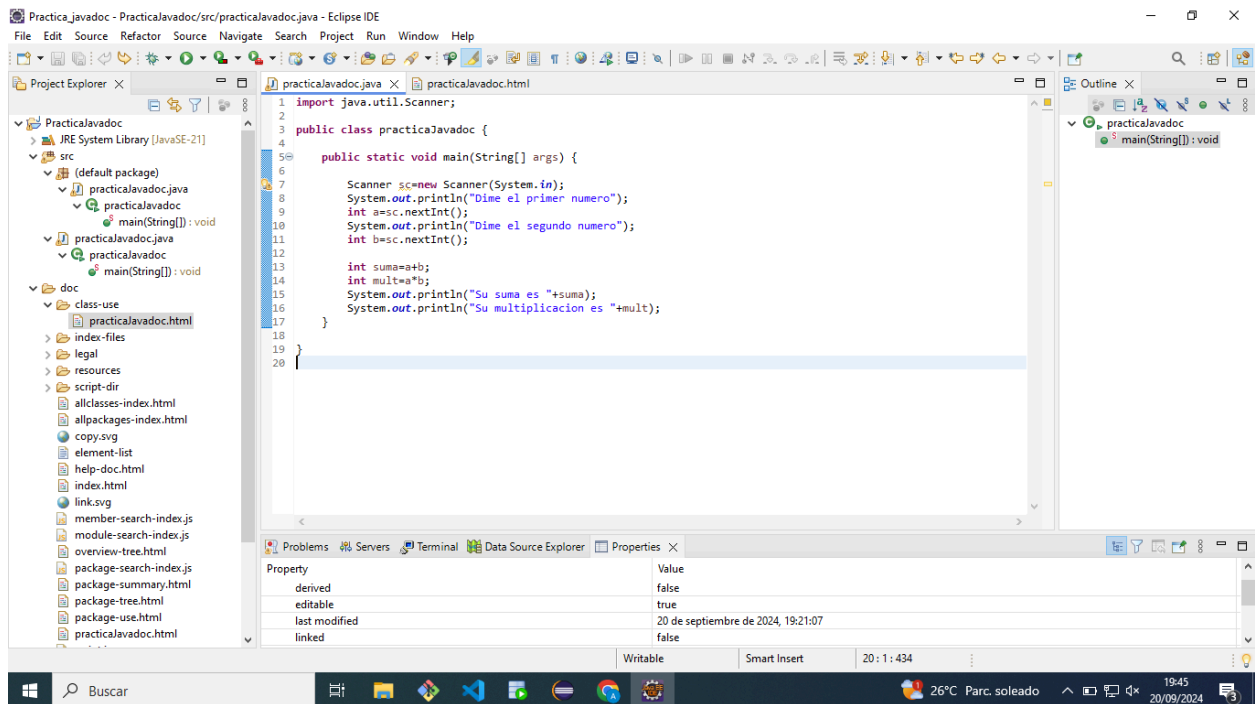 Practica_javadoc - PracticaJavadoc/src/practicaJavadoc.java - Eclipse IDE
File Edit Source Refactor Source Navigate Search Project Run Window Help
Project Explorer
PracticaJavadoc
JRE System Library [JavaSE-21]
src
(default package)
practicaJavadoc.java
practicaJavadoc
main(String[]) : void
practicaJavadoc.java
practicaJavadoc
main(String[]) : void
doc
class-use
practicaJavadoc.html
index-files
legal
resources
script-dir
allclasses-index.html
allpackages-index.html
copy.svg
element-list
help-doc.html
index.html
link.svg
member-search-index.js
module-search-index.js
overview-tree.html
package-search-index.js
package-summary.html
package-tree.html
package-use.html
practicaJavadoc.html
practicaJavadoc.java practicaJavadoc.html
1 import java.util.Scanner;
2
3 public class practicaJavadoc {
4
5 public static void main(String[] args) {
6
7 Scanner sc=new Scanner(System.in);
8 System.out.println("Dime el primer numero");
9 int a=sc.nextInt();
10 System.out.println("Dime el segundo numero");
11 int b=sc.nextInt();
12
13 int suma=a+b;
14 int mult=a*b;
15 System.out.println("Su suma es "+suma);
16 System.out.println("Su multiplicacion es "+mult);
17 }
18
19 }
20
Outline
practicaJavadoc
main(String[]) : void
Problems Servers Terminal Data Source Explorer Properties
Property Value
derived false
editable true
last modified 20 de septiembre de 2024, 19:21:07
linked false
Writable Smart Insert 20 : 1 : 434
Buscar 26°C Parc. soleado 19:45
20/09/2024